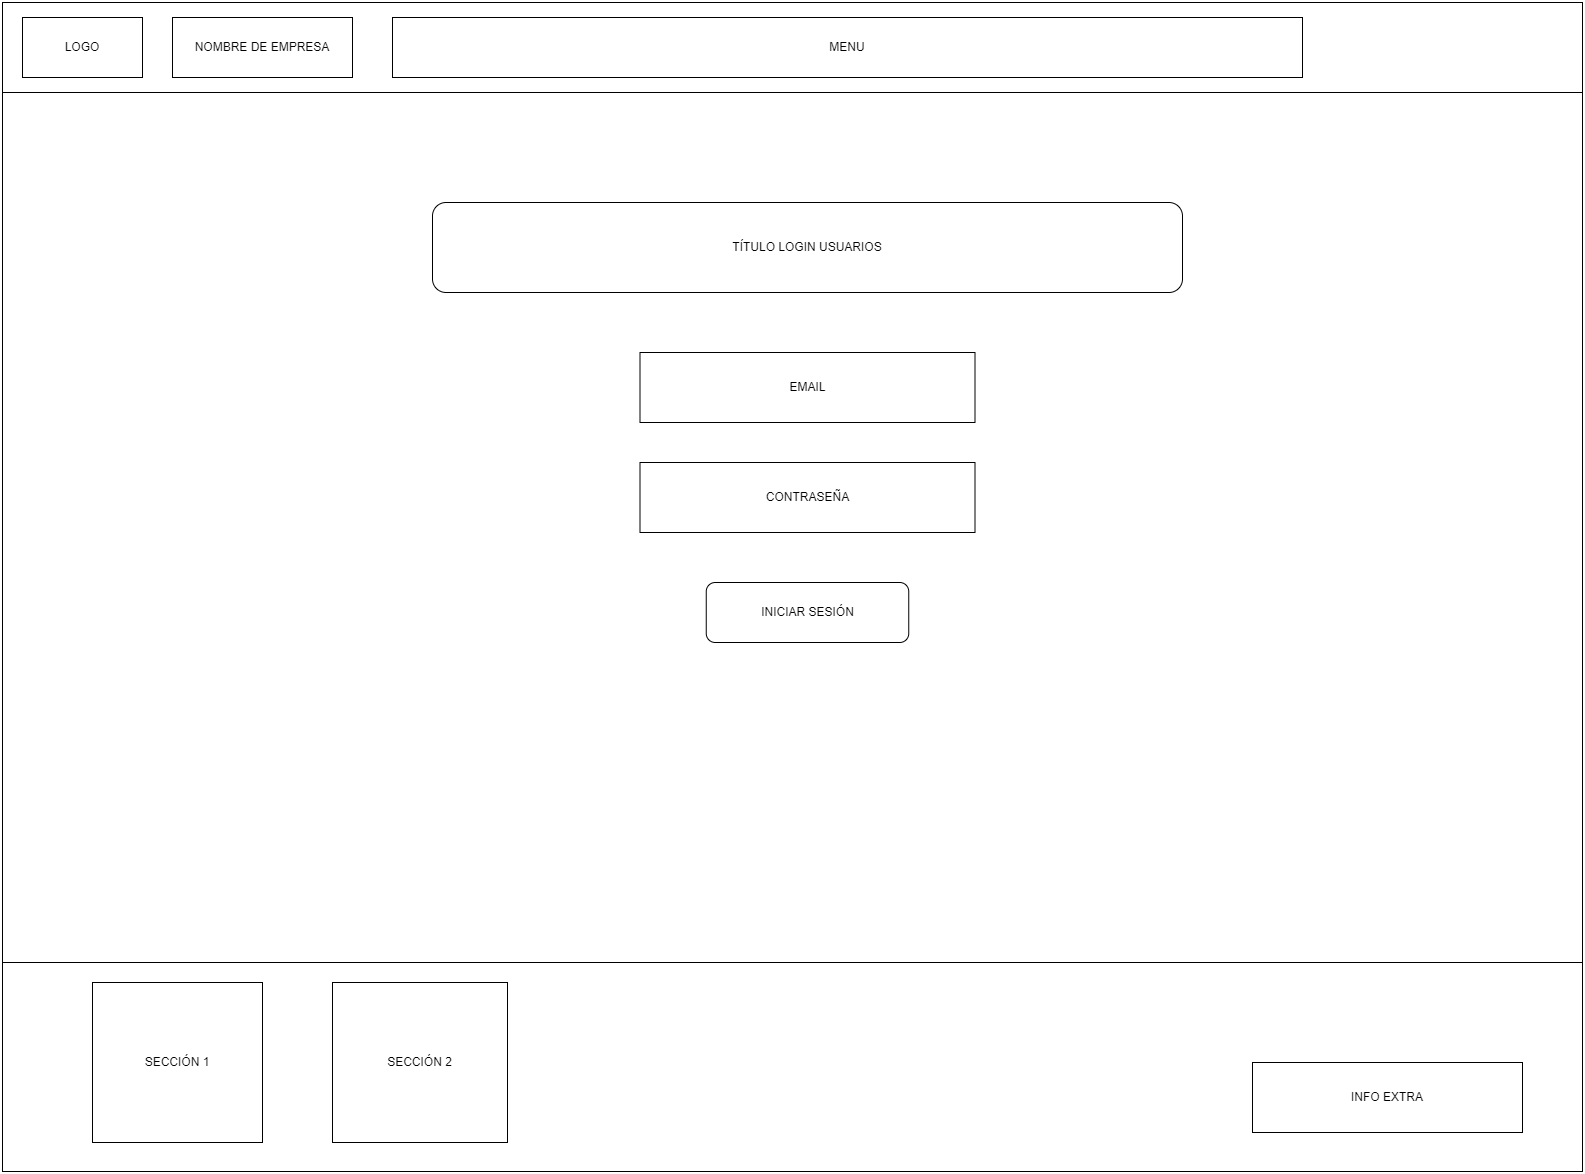 LOGO
NOMBRE DE EMPRESA
MENU
TÍTULO LOGIN USUARIOS
EMAIL
CONTRASEÑA
INICIAR SESIÓN
SECCIÓN 1
SECCIÓN 2
INFO EXTRA